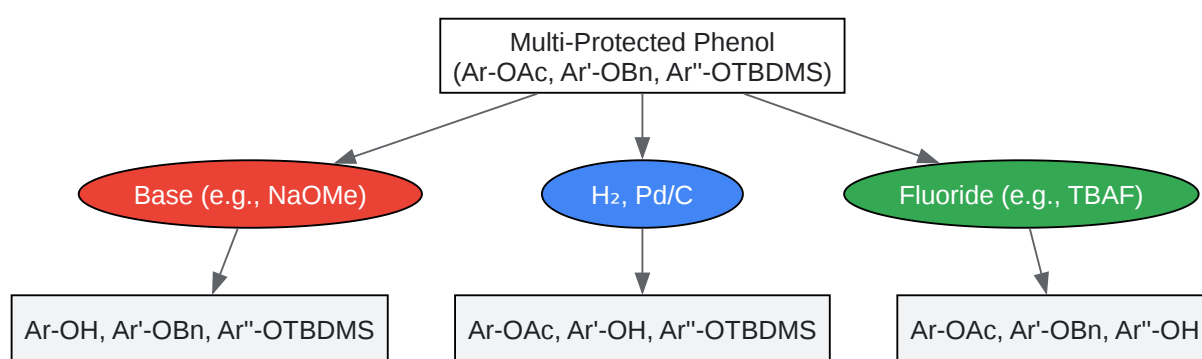 Multi-Protected Phenol
(Ar-OAc, Ar'-OBn, Ar''-OTBDMS)
Base (e.g., NaOMe)
H₂, Pd/C
Fluoride (e.g., TBAF)
Ar-OH, Ar'-OBn, Ar''-OTBDMS
Ar-OAc, Ar'-OH, Ar''-OTBDMS
Ar-OAc, Ar'-OBn, Ar''-OH